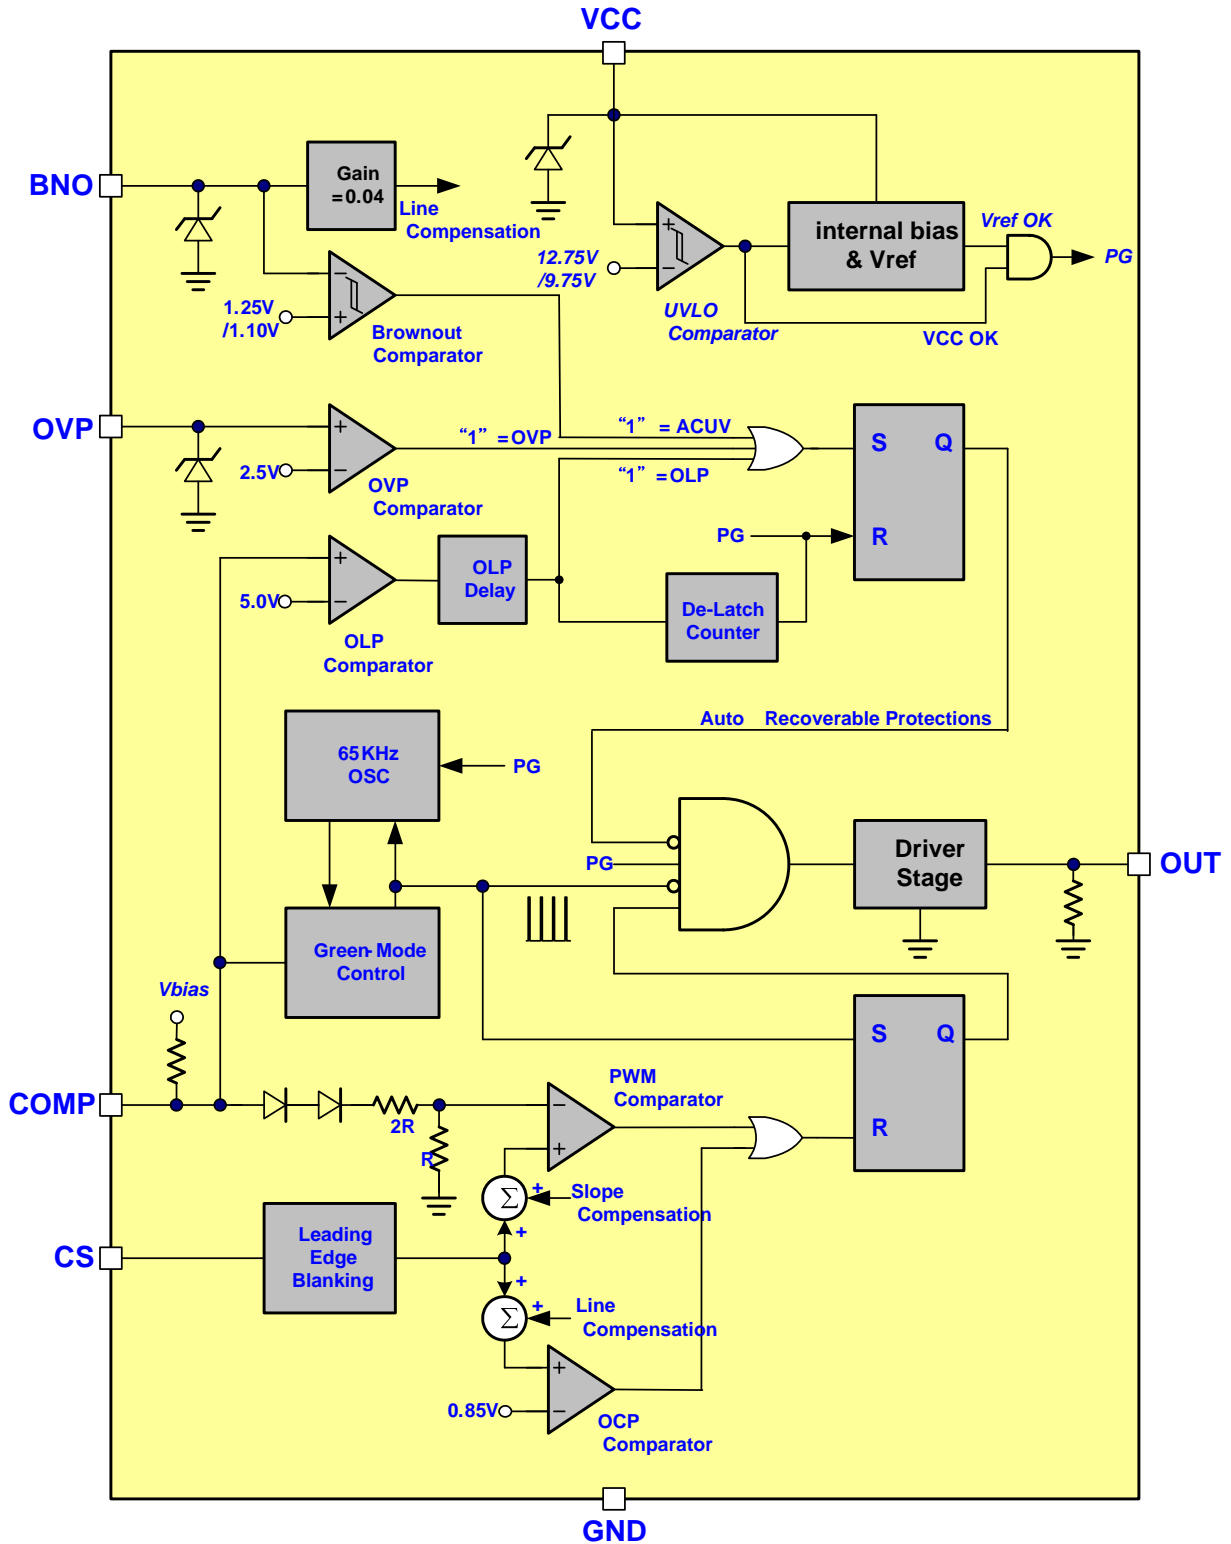 VCC
BNO
Gain
=0.04
Line
Compensation
1.25V
/1.10V
Brownout
Comparator
12.75V
/9.75V
+
−
UVLO
Comparator
internal bias
& Vref
Vref OK
PG
VCC OK
−
+
OVP
+
−
2.5V
OVP
Comparator
“1” =OVP
“1” = ACUV
“1” =OLP
S
Q
R
PG
+
−
5.0V
OLP
Comparator
OLP
Delay
De-Latch
Counter
Auto Recoverable Protections
65KHz
OSC
PG
PG
Driver
Stage
OUT
Green-Mode
Control
Vbias
COMP
2R
R
PWM
Comparator
−
+
S
Q
R
Σ
+
+
Slope
Compensation
CS
Leading
Edge
Blanking
+
+
Σ
Line
Compensation
+
−
0.85V
OCP
Comparator
GND